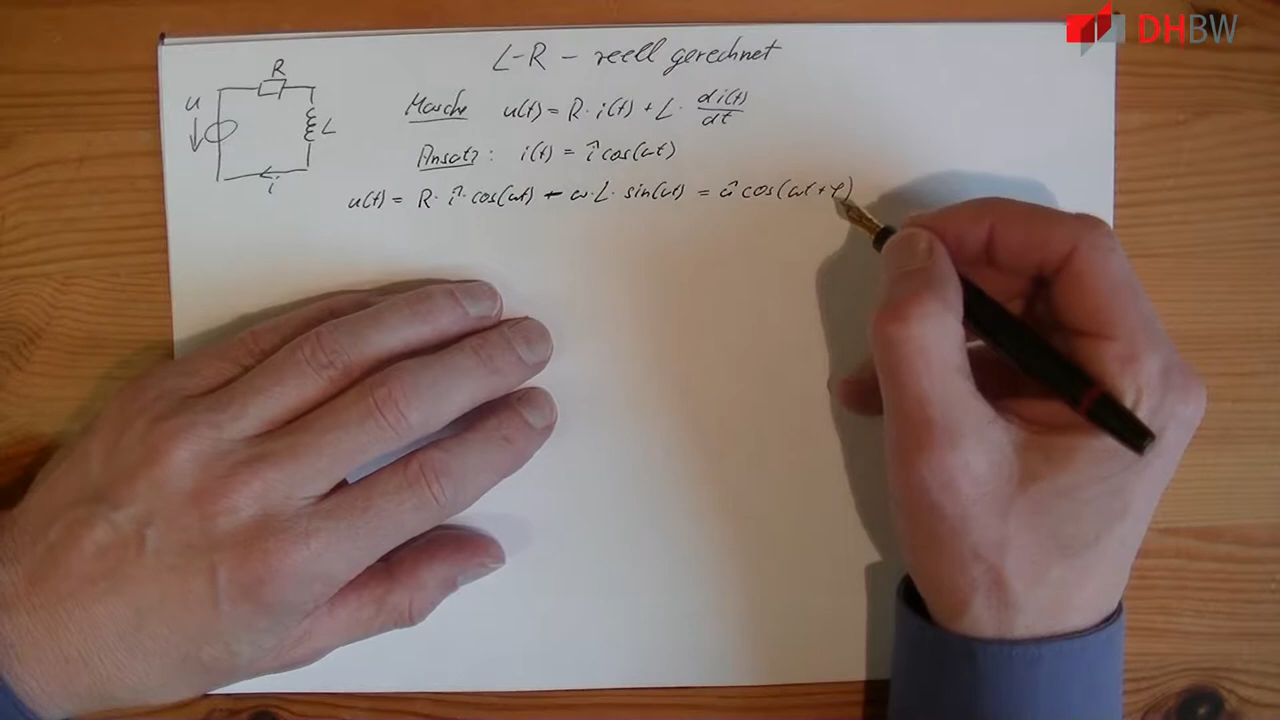 DHBW
L-R - reell gerechnet
R
u
L
i
Masche u(t) = R · i(t) + L · di(t)/dt
Ansatz : i(t) = î cos(ωt)
u(t) = R · î · cos(ωt) - ω · L · sin(ωt) = û cos(ωt + φ)